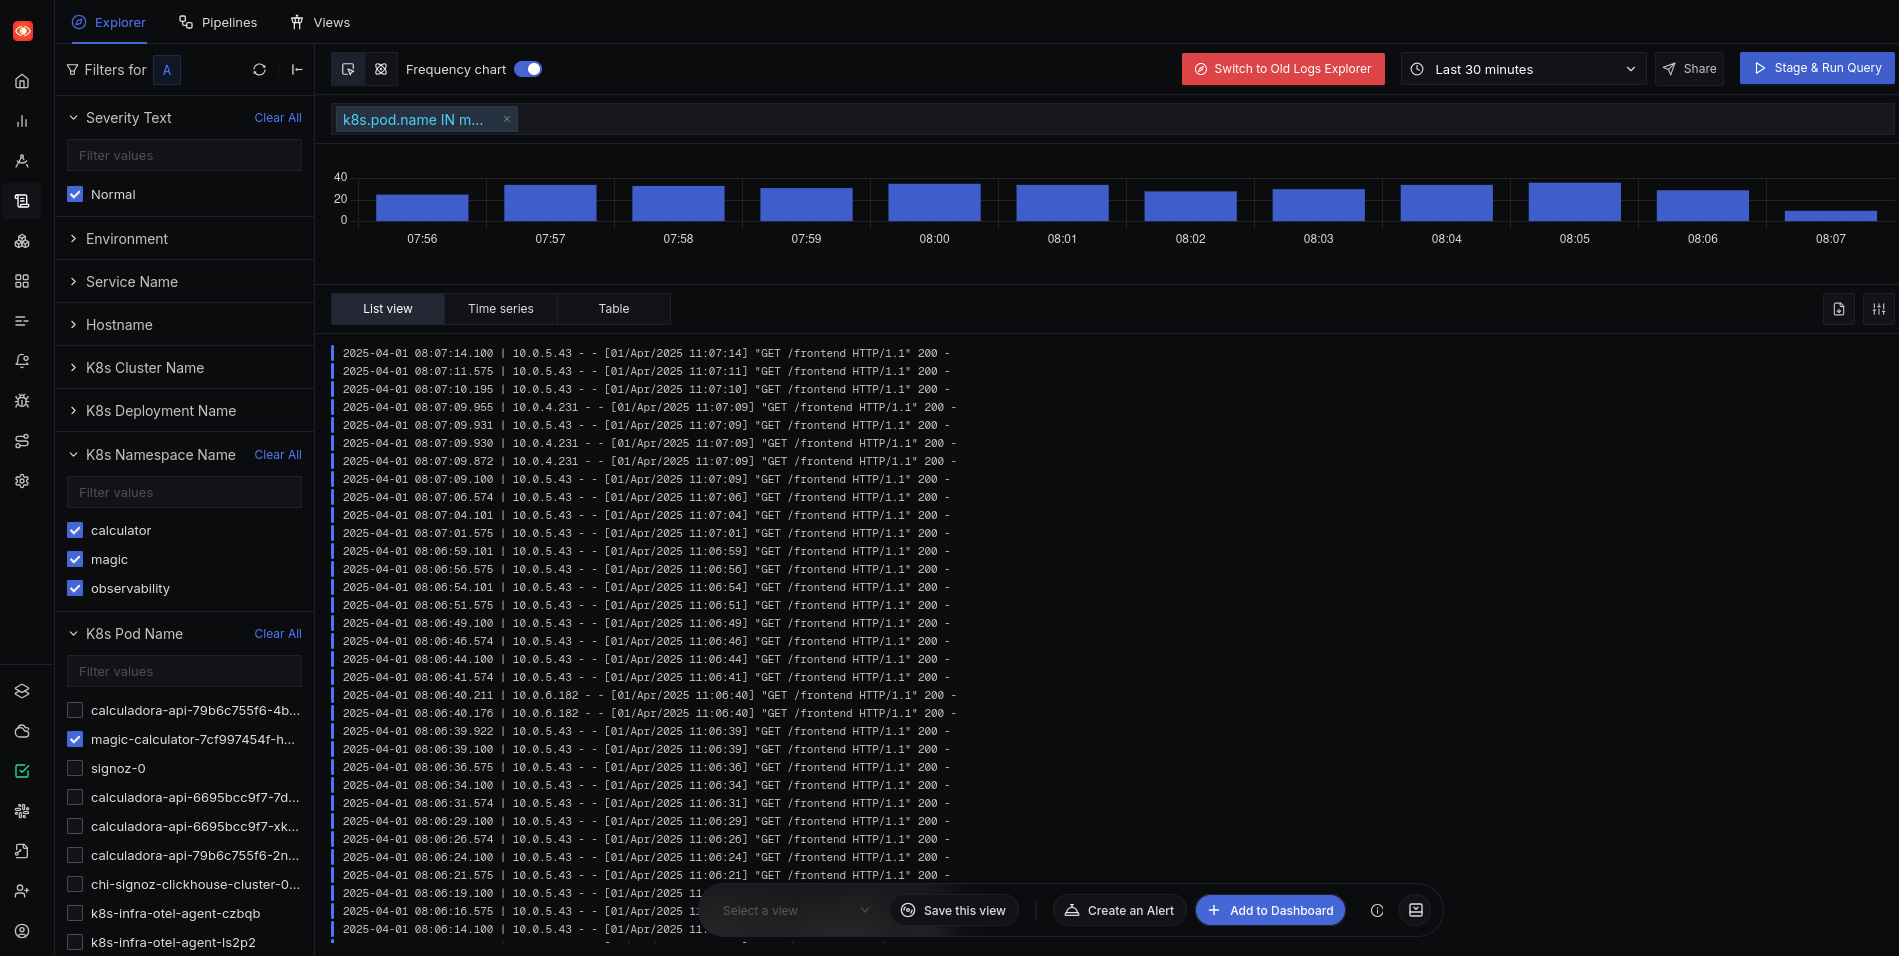 Explorer
Pipelines
Views
Filters for A
Severity Text
Clear All
Filter values
Normal
Environment
Service Name
Hostname
K8s Cluster Name
K8s Deployment Name
K8s Namespace Name
Clear All
Filter values
calculator
magic
observability
K8s Pod Name
Clear All
Filter values
calculadora-api-79b6c755f6-4b...
magic-calculator-7cf997454f-h...
signoz-0
calculadora-api-6695bcc9f7-7d...
calculadora-api-6695bcc9f7-xk...
calculadora-api-79b6c755f6-2n...
chi-signoz-clickhouse-cluster-0...
k8s-infra-otel-agent-czbqb
k8s-infra-otel-agent-ls2p2
Frequency chart
Switch to Old Logs Explorer
Last 30 minutes
Share
Stage & Run Query
k8s.pod.name IN m...
40
20
0
07:56 07:57 07:58 07:59 08:00 08:01 08:02 08:03 08:04 08:05 08:06 08:07
List view
Time series
Table
2025-04-01 08:07:14.100 | 10.0.5.43 - - [01/Apr/2025 11:07:14] "GET /frontend HTTP/1.1" 200 -
2025-04-01 08:07:11.575 | 10.0.5.43 - - [01/Apr/2025 11:07:11] "GET /frontend HTTP/1.1" 200 -
2025-04-01 08:07:10.195 | 10.0.5.43 - - [01/Apr/2025 11:07:10] "GET /frontend HTTP/1.1" 200 -
2025-04-01 08:07:09.955 | 10.0.4.231 - - [01/Apr/2025 11:07:09] "GET /frontend HTTP/1.1" 200 -
2025-04-01 08:07:09.931 | 10.0.5.43 - - [01/Apr/2025 11:07:09] "GET /frontend HTTP/1.1" 200 -
2025-04-01 08:07:09.930 | 10.0.4.231 - - [01/Apr/2025 11:07:09] "GET /frontend HTTP/1.1" 200 -
2025-04-01 08:07:09.872 | 10.0.4.231 - - [01/Apr/2025 11:07:09] "GET /frontend HTTP/1.1" 200 -
2025-04-01 08:07:09.100 | 10.0.5.43 - - [01/Apr/2025 11:07:09] "GET /frontend HTTP/1.1" 200 -
2025-04-01 08:07:06.574 | 10.0.5.43 - - [01/Apr/2025 11:07:06] "GET /frontend HTTP/1.1" 200 -
2025-04-01 08:07:04.101 | 10.0.5.43 - - [01/Apr/2025 11:07:04] "GET /frontend HTTP/1.1" 200 -
2025-04-01 08:07:01.575 | 10.0.5.43 - - [01/Apr/2025 11:07:01] "GET /frontend HTTP/1.1" 200 -
2025-04-01 08:06:59.101 | 10.0.5.43 - - [01/Apr/2025 11:06:59] "GET /frontend HTTP/1.1" 200 -
2025-04-01 08:06:56.575 | 10.0.5.43 - - [01/Apr/2025 11:06:56] "GET /frontend HTTP/1.1" 200 -
2025-04-01 08:06:54.101 | 10.0.5.43 - - [01/Apr/2025 11:06:54] "GET /frontend HTTP/1.1" 200 -
2025-04-01 08:06:51.575 | 10.0.5.43 - - [01/Apr/2025 11:06:51] "GET /frontend HTTP/1.1" 200 -
2025-04-01 08:06:49.100 | 10.0.5.43 - - [01/Apr/2025 11:06:49] "GET /frontend HTTP/1.1" 200 -
2025-04-01 08:06:46.574 | 10.0.5.43 - - [01/Apr/2025 11:06:46] "GET /frontend HTTP/1.1" 200 -
2025-04-01 08:06:44.100 | 10.0.5.43 - - [01/Apr/2025 11:06:44] "GET /frontend HTTP/1.1" 200 -
2025-04-01 08:06:41.574 | 10.0.5.43 - - [01/Apr/2025 11:06:41] "GET /frontend HTTP/1.1" 200 -
2025-04-01 08:06:40.211 | 10.0.6.182 - - [01/Apr/2025 11:06:40] "GET /frontend HTTP/1.1" 200 -
2025-04-01 08:06:40.176 | 10.0.6.182 - - [01/Apr/2025 11:06:40] "GET /frontend HTTP/1.1" 200 -
2025-04-01 08:06:39.922 | 10.0.5.43 - - [01/Apr/2025 11:06:39] "GET /frontend HTTP/1.1" 200 -
2025-04-01 08:06:39.100 | 10.0.5.43 - - [01/Apr/2025 11:06:39] "GET /frontend HTTP/1.1" 200 -
2025-04-01 08:06:36.575 | 10.0.5.43 - - [01/Apr/2025 11:06:36] "GET /frontend HTTP/1.1" 200 -
2025-04-01 08:06:34.100 | 10.0.5.43 - - [01/Apr/2025 11:06:34] "GET /frontend HTTP/1.1" 200 -
2025-04-01 08:06:31.574 | 10.0.5.43 - - [01/Apr/2025 11:06:31] "GET /frontend HTTP/1.1" 200 -
2025-04-01 08:06:29.100 | 10.0.5.43 - - [01/Apr/2025 11:06:29] "GET /frontend HTTP/1.1" 200 -
2025-04-01 08:06:26.574 | 10.0.5.43 - - [01/Apr/2025 11:06:26] "GET /frontend HTTP/1.1" 200 -
2025-04-01 08:06:24.100 | 10.0.5.43 - - [01/Apr/2025 11:06:24] "GET /frontend HTTP/1.1" 200 -
2025-04-01 08:06:21.575 | 10.0.5.43 - - [01/Apr/2025 11:06:21] "GET /frontend HTTP/1.1" 200 -
2025-04-01 08:06:19.100 | 10.0.5.43 - - [01/Apr/2025 11:
2025-04-01 08:06:16.575 | 10.0.5.43 - - [01/Apr/2025 11
2025-04-01 08:06:14.100 | 10.0.5.43 - - [01/Apr/2025 11:
Select a view
Save this view
Create an Alert
Add to Dashboard